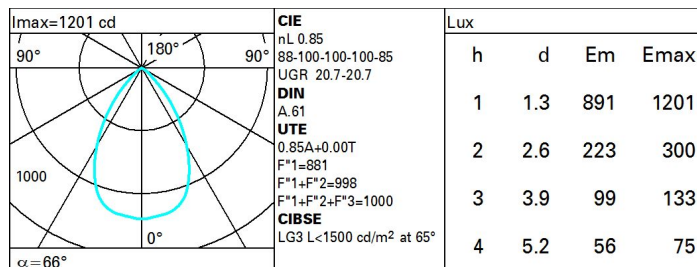 Imax=1201 cd
90°
180°
90°
1000
0°
α=66°
CIE
nL 0.85
88-100-100-100-85
UGR 20.7-20.7
DIN
A.61
UTE
0.85A+0.00T
F"1=881
F"1+F"2=998
F"1+F"2+F"3=1000
CIBSE
LG3 L<1500 cd/m² at 65°
Lux
h d Em Emax
1 1.3 891 1201
2 2.6 223 300
3 3.9 99 133
4 5.2 56 75